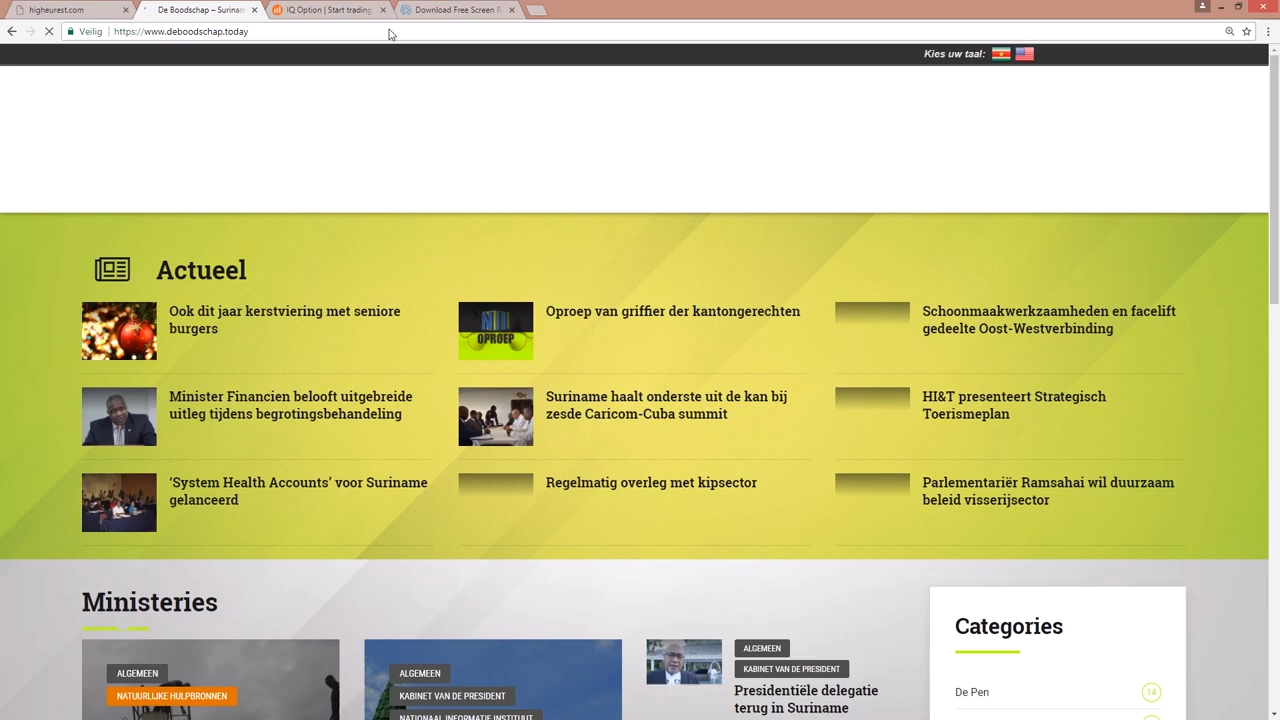 higheurest.com
De Boodschap – Surinam
IQ Option | Start trading
Download Free Screen R
Veilig
https://www.deboodschap.today
Kies uw taal:
Actueel
Ook dit jaar kerstviering met seniore
burgers
Oproep van griffier der kantongerechten
OPROEP
Schoonmaakwerkzaamheden en facelift
gedeelte Oost-Westverbinding
Minister Financien belooft uitgebreide
uitleg tijdens begrotingsbehandeling
Suriname haalt onderste uit de kan bij
zesde Caricom-Cuba summit
HI&T presenteert Strategisch
Toerismeplan
‘System Health Accounts’ voor Suriname
gelanceerd
Regelmatig overleg met kipsector
Parlementariër Ramsahai wil duurzaam
beleid visserijsector
Ministeries
ALGEMEEN
NATUURLIJKE HULPBRONNEN
ALGEMEEN
KABINET VAN DE PRESIDENT
NATIONAAL INFORMATIE INSTITUUT
ALGEMEEN
KABINET VAN DE PRESIDENT
Presidentiële delegatie
terug in Suriname
Categories
De Pen
14